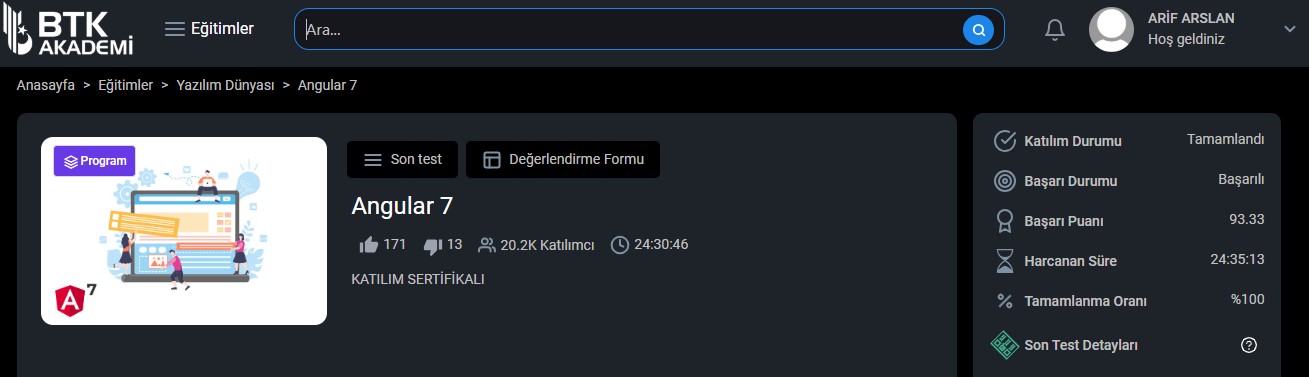 BTK
AKADEMİ
Eğitimler
Ara...
ARİF ARSLAN
Hoş geldiniz
Anasayfa > Eğitimler > Yazılım Dünyası > Angular 7
Program
A 7
Son test
Değerlendirme Formu
Angular 7
171 13 20.2K Katılımcı 24:30:46
KATILIM SERTİFİKALI
Katılım Durumu Tamamlandı
Başarı Durumu Başarılı
Başarı Puanı 93.33
Harcanan Süre 24:35:13
Tamamlanma Oranı %100
Son Test Detayları